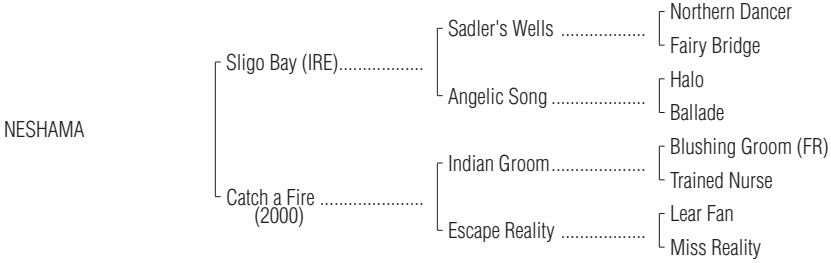 Northern Dancer
Sadler's Wells ..................
Fairy Bridge
Sligo Bay (IRE)..................
Halo
Angelic Song ....................
Ballade
NESHAMA
Blushing Groom (FR)
Indian Groom....................
Trained Nurse
Catch a Fire ......................
(2000)
Lear Fan
Escape Reality ..................
Miss Reality